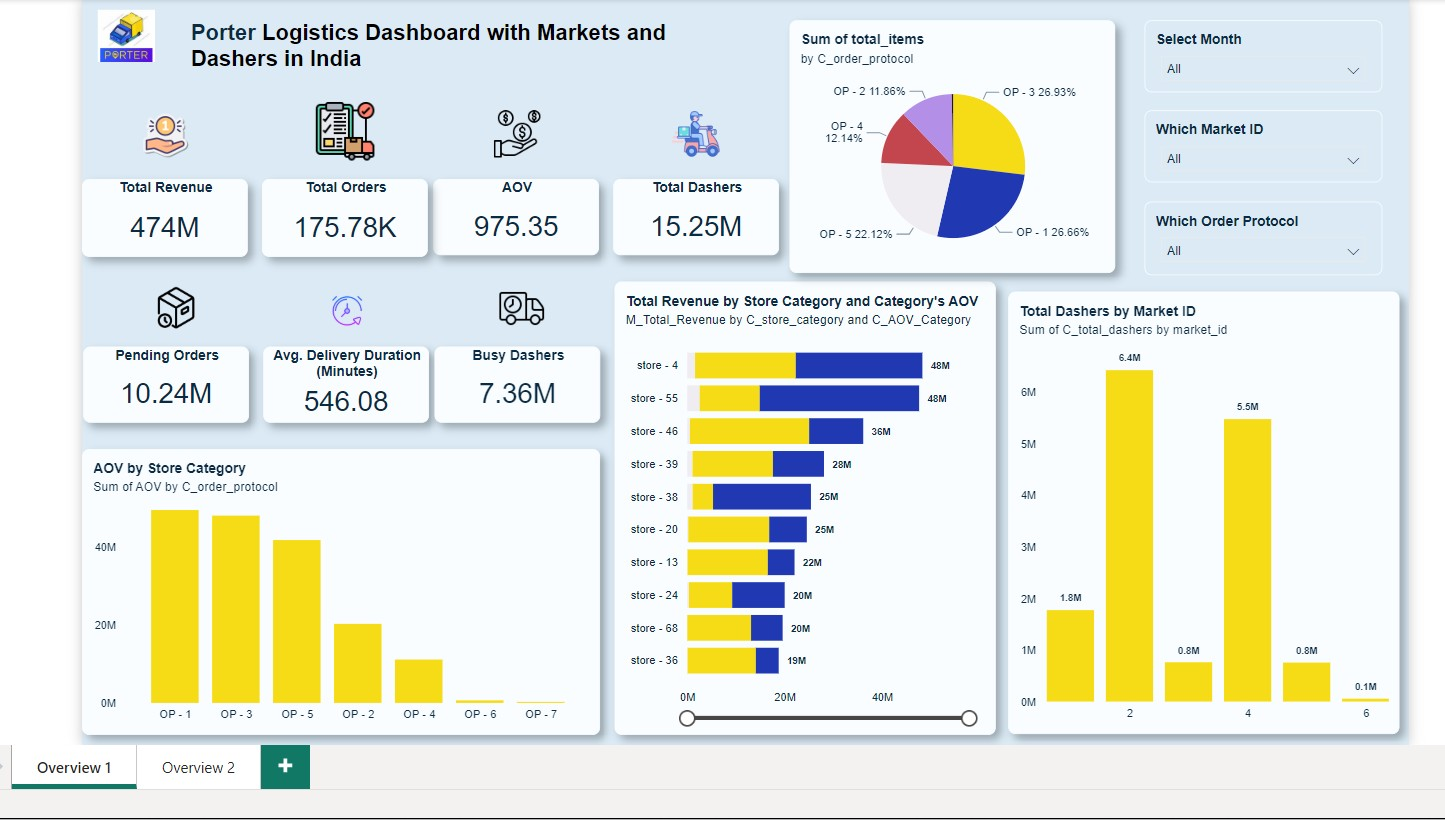 PORTER
Porter Logistics Dashboard with Markets and
Dashers in India
Total Revenue
474M
Total Orders
175.78K
AOV
975.35
Total Dashers
15.25M
Pending Orders
10.24M
Avg. Delivery Duration
(Minutes)
546.08
Busy Dashers
7.36M
Sum of total_items
by C_order_protocol
OP - 2 11.86%
OP - 3 26.93%
OP - 4
12.14%
OP - 5 22.12%
OP - 1 26.66%
Select Month
All
Which Market ID
All
Which Order Protocol
All
AOV by Store Category
Sum of AOV by C_order_protocol
40M
20M
0M
OP - 1
OP - 3
OP - 5
OP - 2
OP - 4
OP - 6
OP - 7
Total Revenue by Store Category and Category's AOV
M_Total_Revenue by C_store_category and C_AOV_Category
store - 4 48M
store - 55 48M
store - 46 36M
store - 39 28M
store - 38 25M
store - 20 25M
store - 13 22M
store - 24 20M
store - 68 20M
store - 36 19M
0M 20M 40M
Total Dashers by Market ID
Sum of C_total_dashers by market_id
6M
5M
4M
3M
2M
1M
0M
1.8M
6.4M
0.8M
5.5M
0.8M
0.1M
2 4 6
Overview 1
Overview 2
+